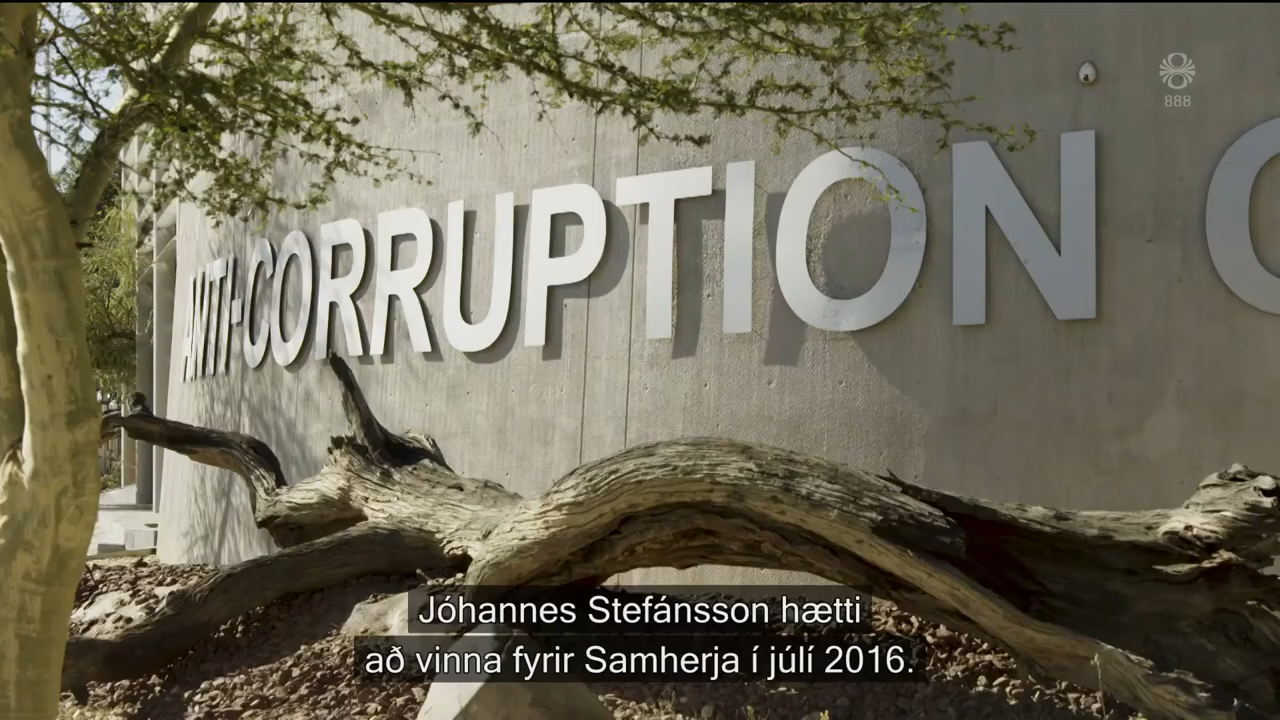 888
ANTI-CORRUPTION C
Jóhannes Stefánsson hætti
að vinna fyrir Samherja í júlí 2016.